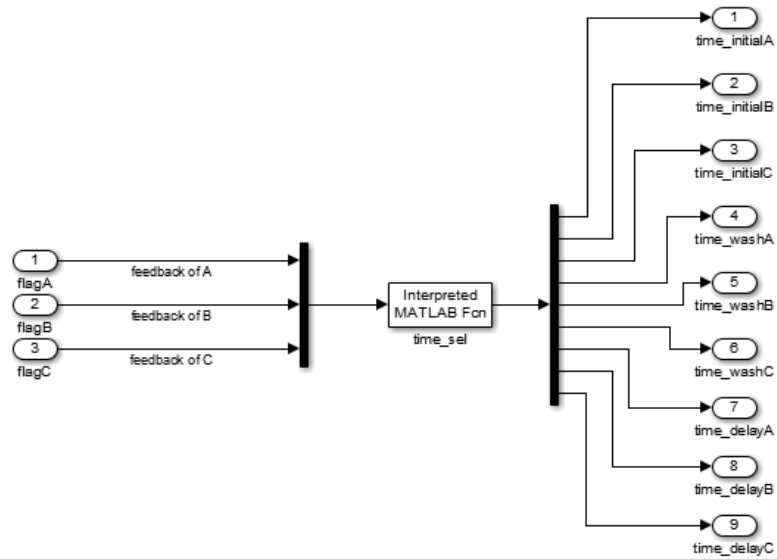 1
flagA
feedback of A
2
flagB
feedback of B
3
flagC
feedback of C
Interpreted
MATLAB Fcn
time_sel
1
time_initialA
2
time_initialB
3
time_initialC
4
time_washA
5
time_washB
6
time_washC
7
time_delayA
8
time_delayB
9
time_delayC